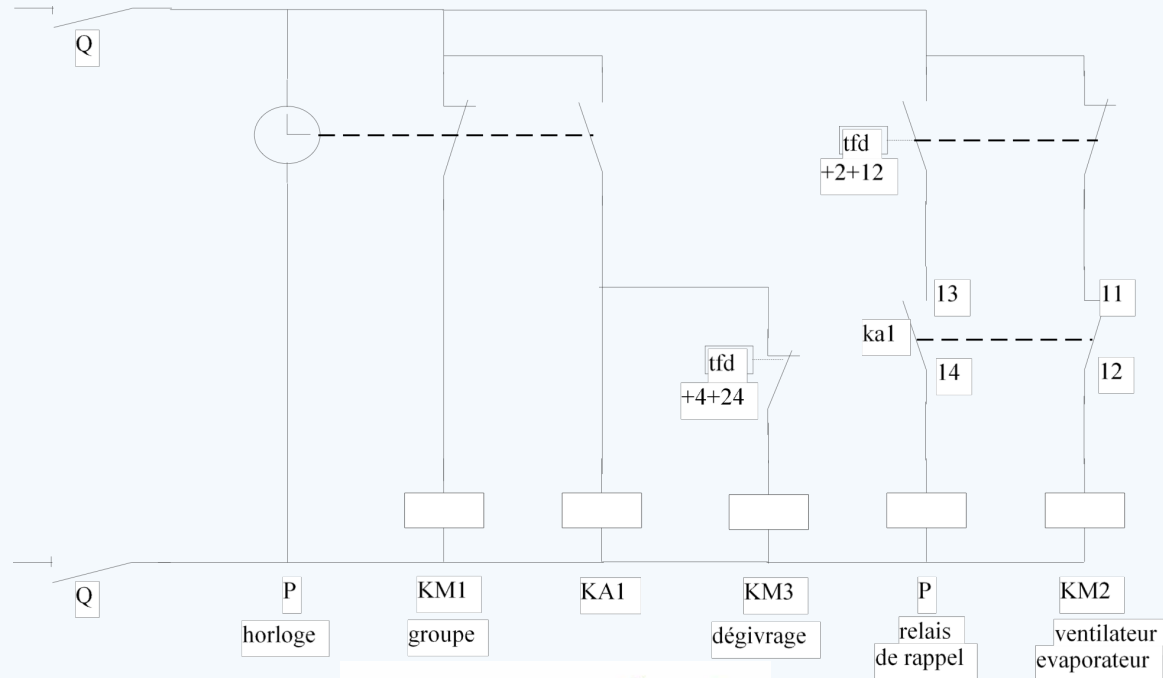 Q
tfd
+2+12
13
11
ka1
tfd
14
12
+4+24
Q
P
KM1
KA1
KM3
P
KM2
horloge
groupe
dégivrage
relais
de rappel
ventilateur
evaporateur